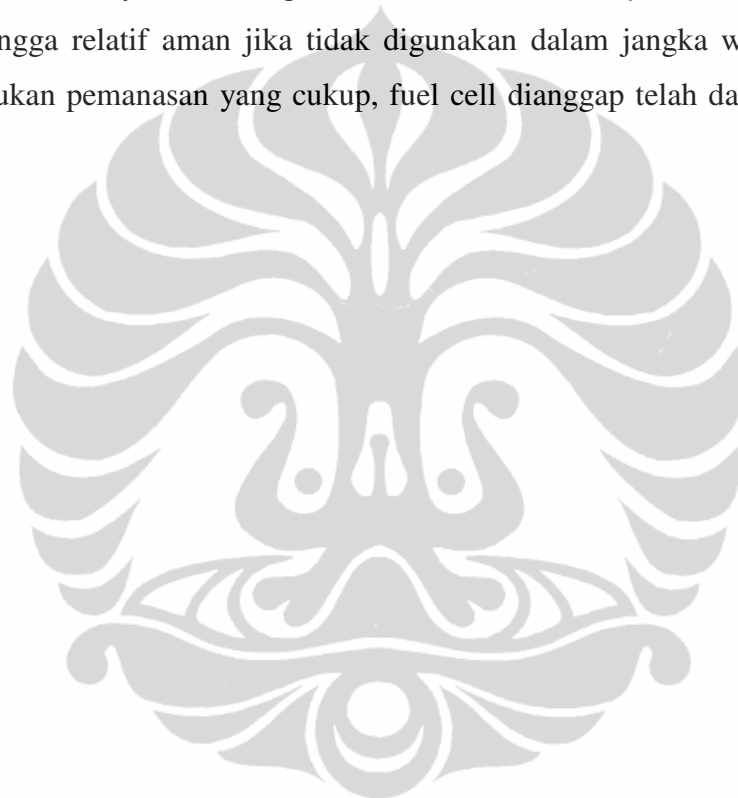 ngga relatif aman jika tidak digunakan dalam jangka w
ukan pemanasan yang cukup, fuel cell dianggap telah da